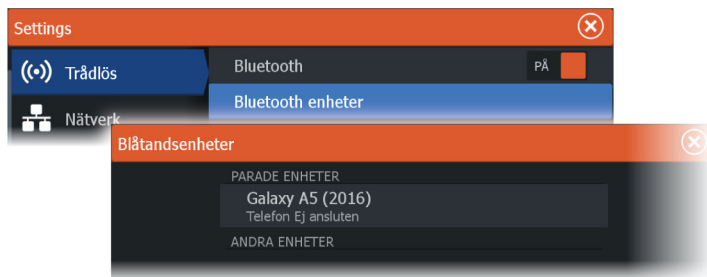 Settings
Trådlös
Bluetooth PÅ
Bluetooth enheter
Nätverk
Blåtandsenheter
PARADE ENHETER
Galaxy A5 (2016)
Telefon Ej ansluten
ANDRA ENHETER